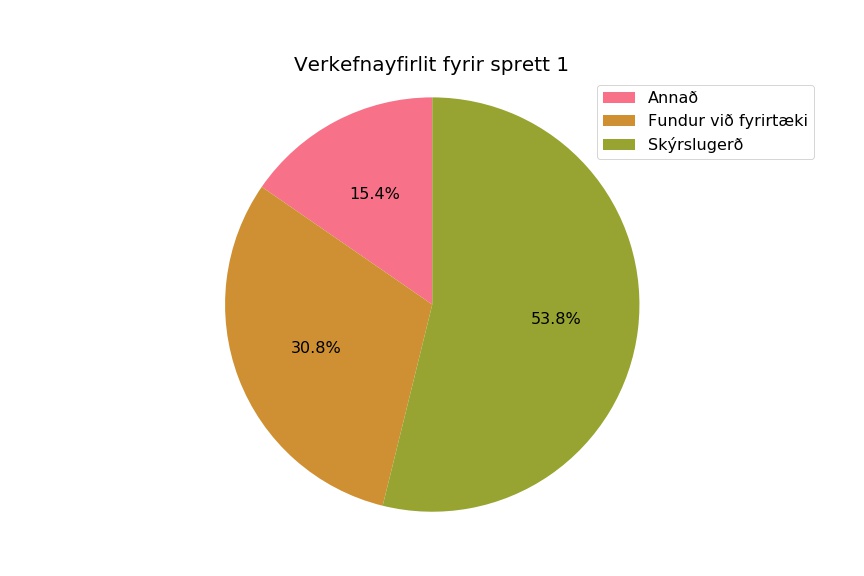 Verkefnayfirlit fyrir sprett 1
Annað
Fundur við fyrirtæki
Skýrslugerð
15.4%
30.8%
53.8%